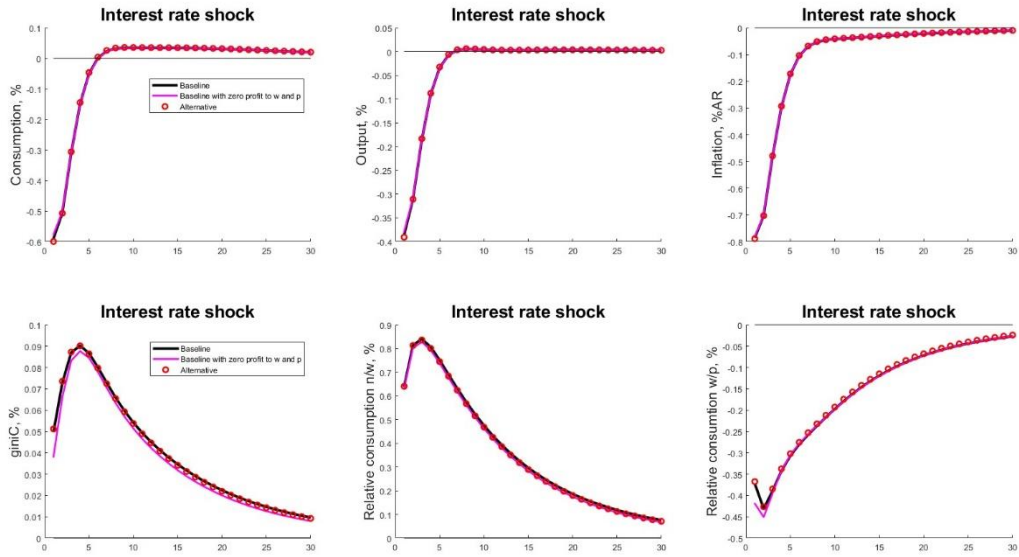 Interest rate shock
Consumption, %
0.1
0
-0.1
-0.2
-0.3
-0.4
-0.5
-0.6
0 5 10 15 20 25 30
Baseline
Baseline with zero profit to w and p
Alternative
Interest rate shock
Output, %
0.05
0
-0.05
-0.1
-0.15
-0.2
-0.25
-0.3
-0.35
-0.4
0 5 10 15 20 25 30
Interest rate shock
Inflation, %AR
0
-0.1
-0.2
-0.3
-0.4
-0.5
-0.6
-0.7
-0.8
0 5 10 15 20 25 30
Interest rate shock
giniC, %
0.1
0.09
0.08
0.07
0.06
0.05
0.04
0.03
0.02
0.01
0
0 5 10 15 20 25 30
Baseline
Baseline with zero profit to w and p
Alternative
Interest rate shock
Relative consumption n/w, %
0.9
0.8
0.7
0.6
0.5
0.4
0.3
0.2
0.1
0
0 5 10 15 20 25 30
Interest rate shock
Relative consumtion w/p, %
0
-0.05
-0.1
-0.15
-0.2
-0.25
-0.3
-0.35
-0.4
-0.45
0 5 10 15 20 25 30